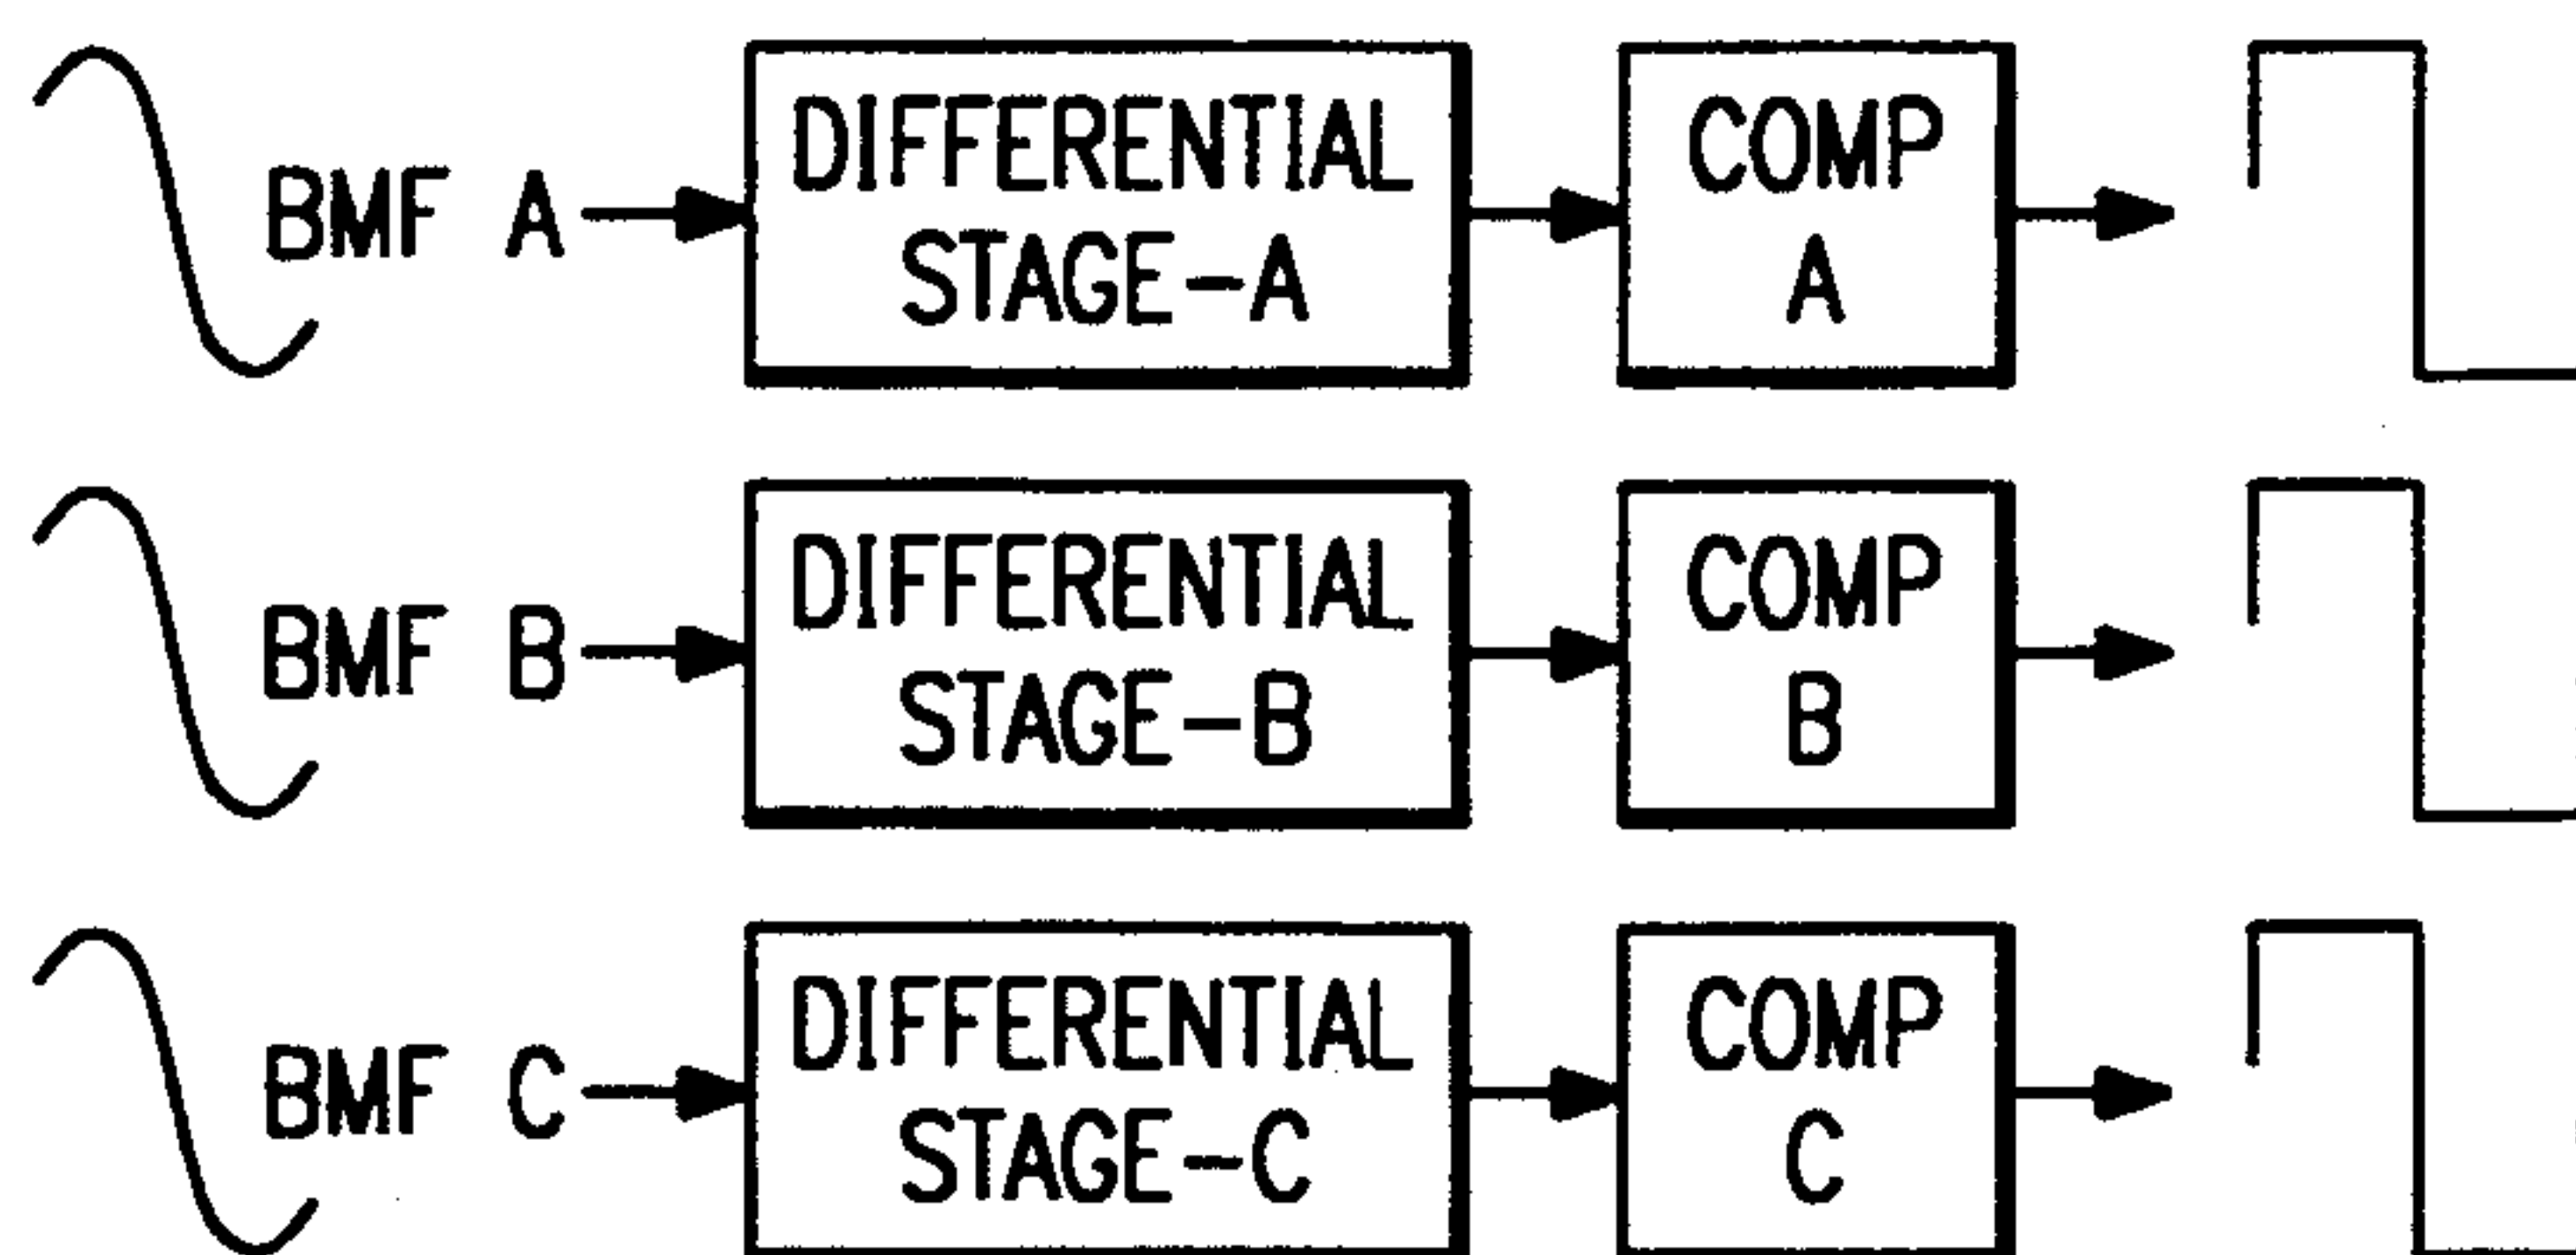 BMF A
DIFFERENTIAL
STAGE-A
COMP
A
BMF B
DIFFERENTIAL
STAGE-B
COMP
B
BMF C
DIFFERENTIAL
STAGE-C
COMP
C